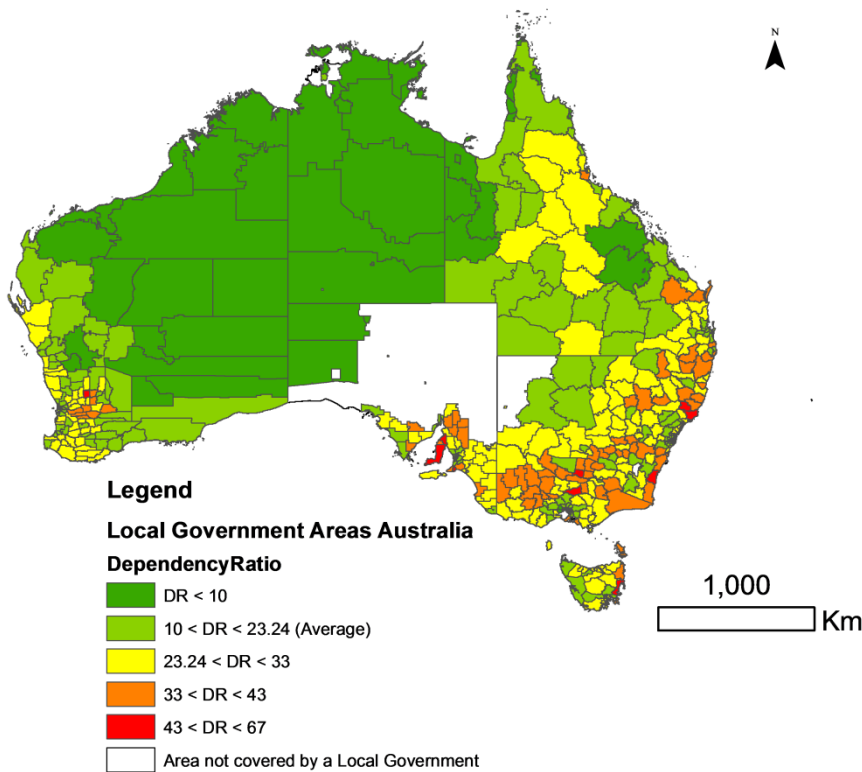 N
Legend
Local Government Areas Australia
DependencyRatio
DR < 10
10 < DR < 23.24 (Average)
23.24 < DR < 33
33 < DR < 43
43 < DR < 67
Area not covered by a Local Government
1,000
Km